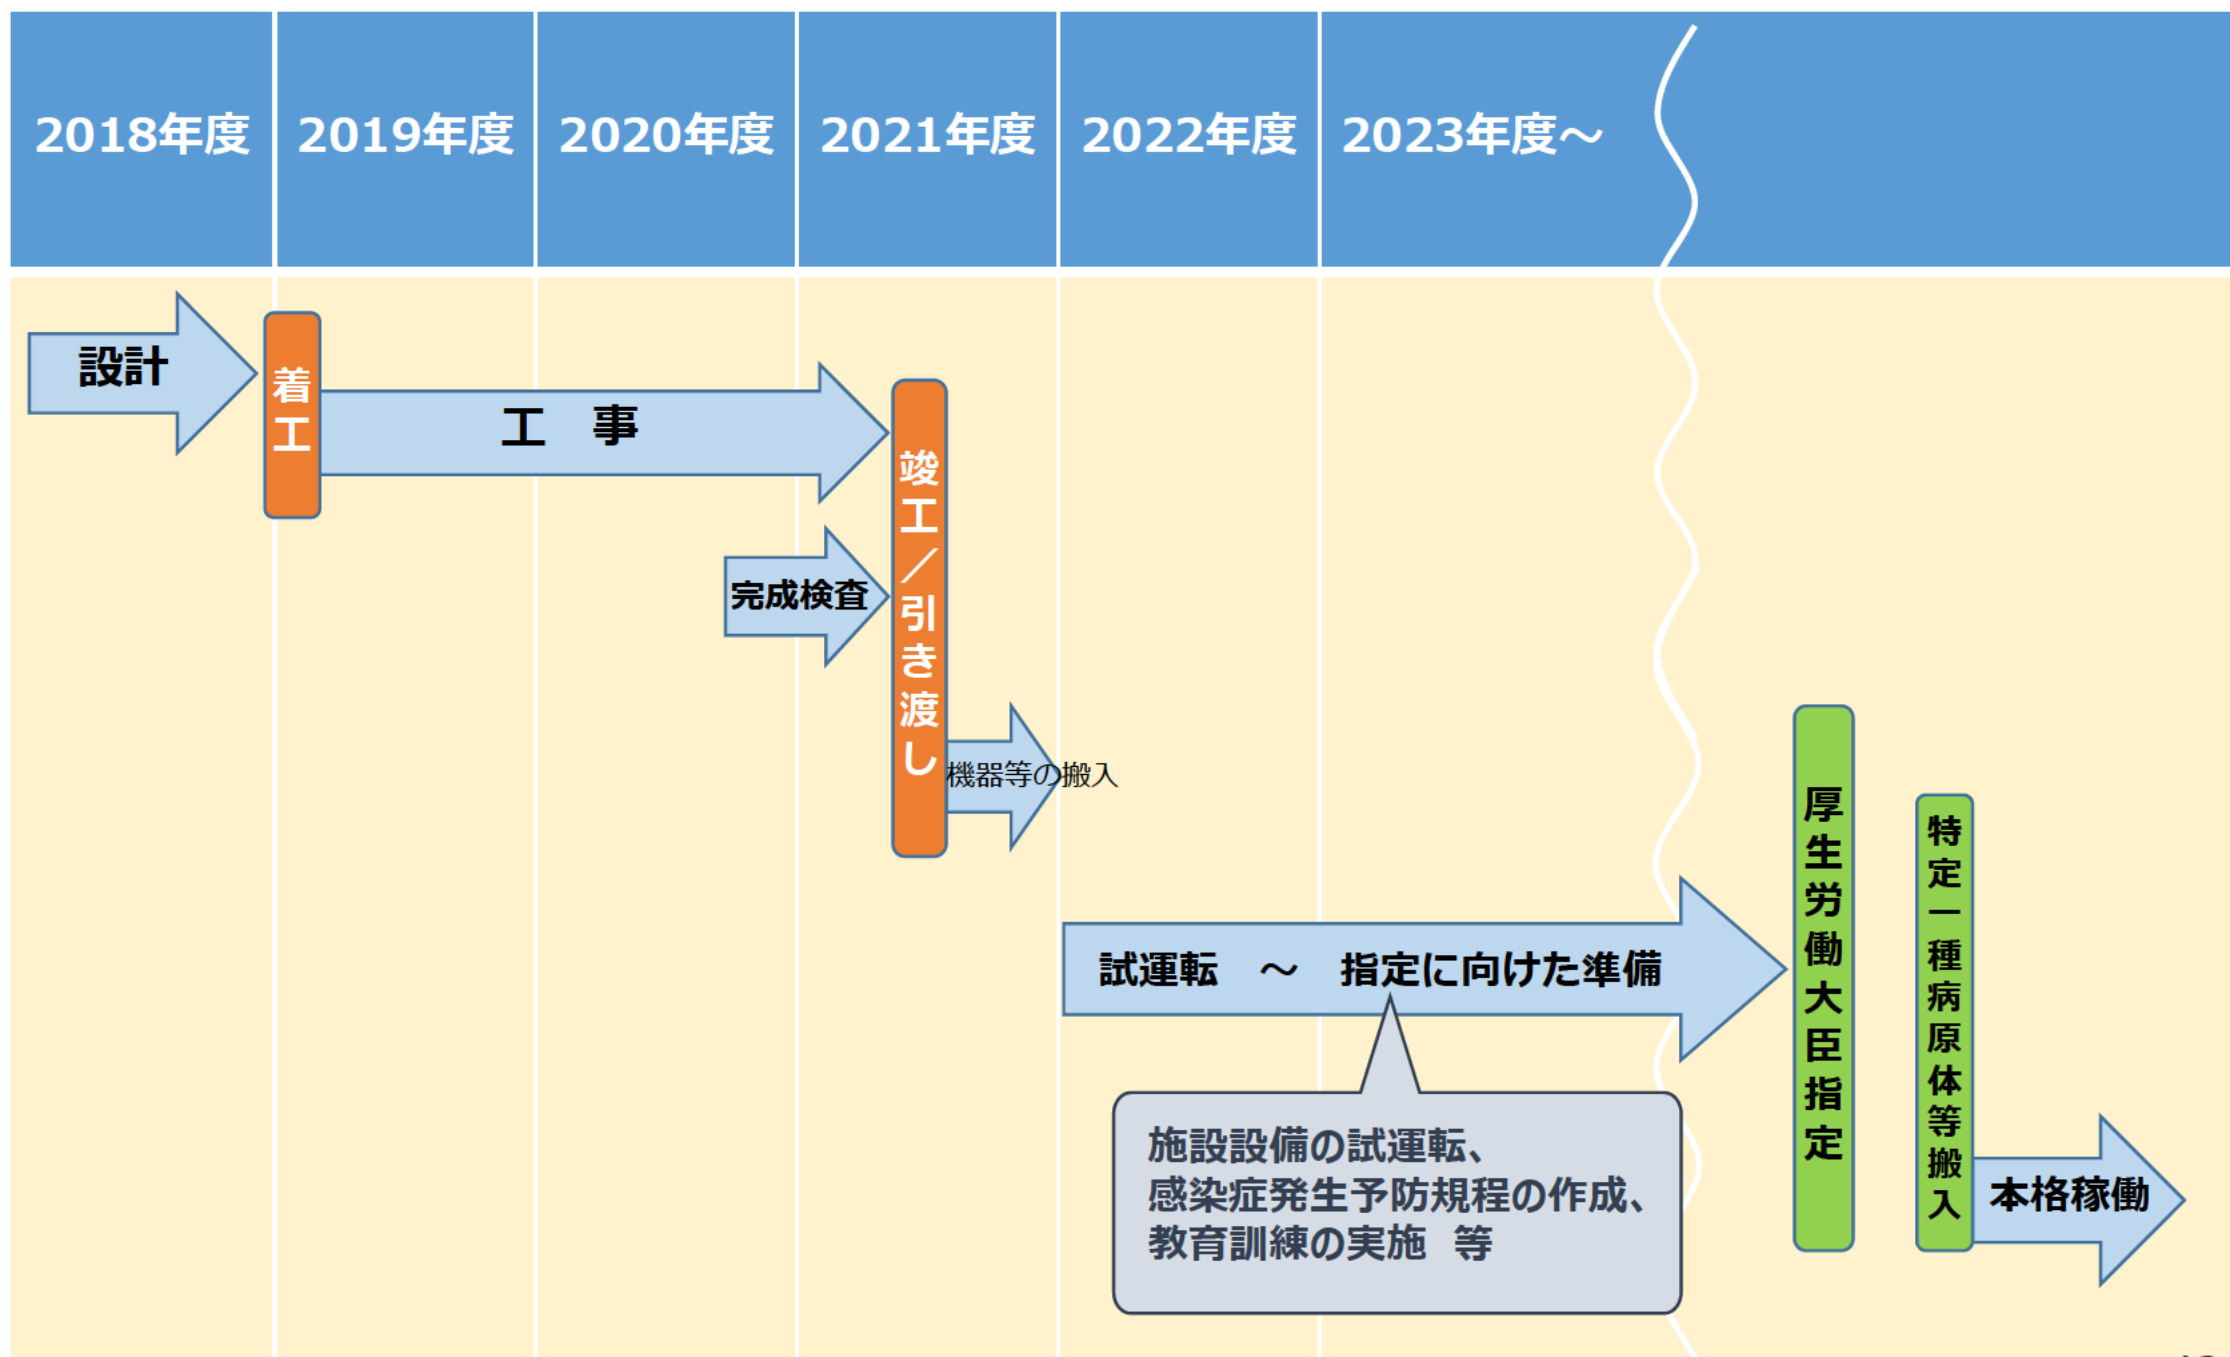 2018年度
2019年度
2020年度
2021年度
2022年度
2023年度～
設計
着工
工　事
竣工／引き渡し
完成検査
機器等の搬入
試運転　～　指定に向けた準備
施設設備の試運転、
感染症発生予防規程の作成、
教育訓練の実施 等
厚生労働大臣指定
特定一種病原体等搬入
本格稼働